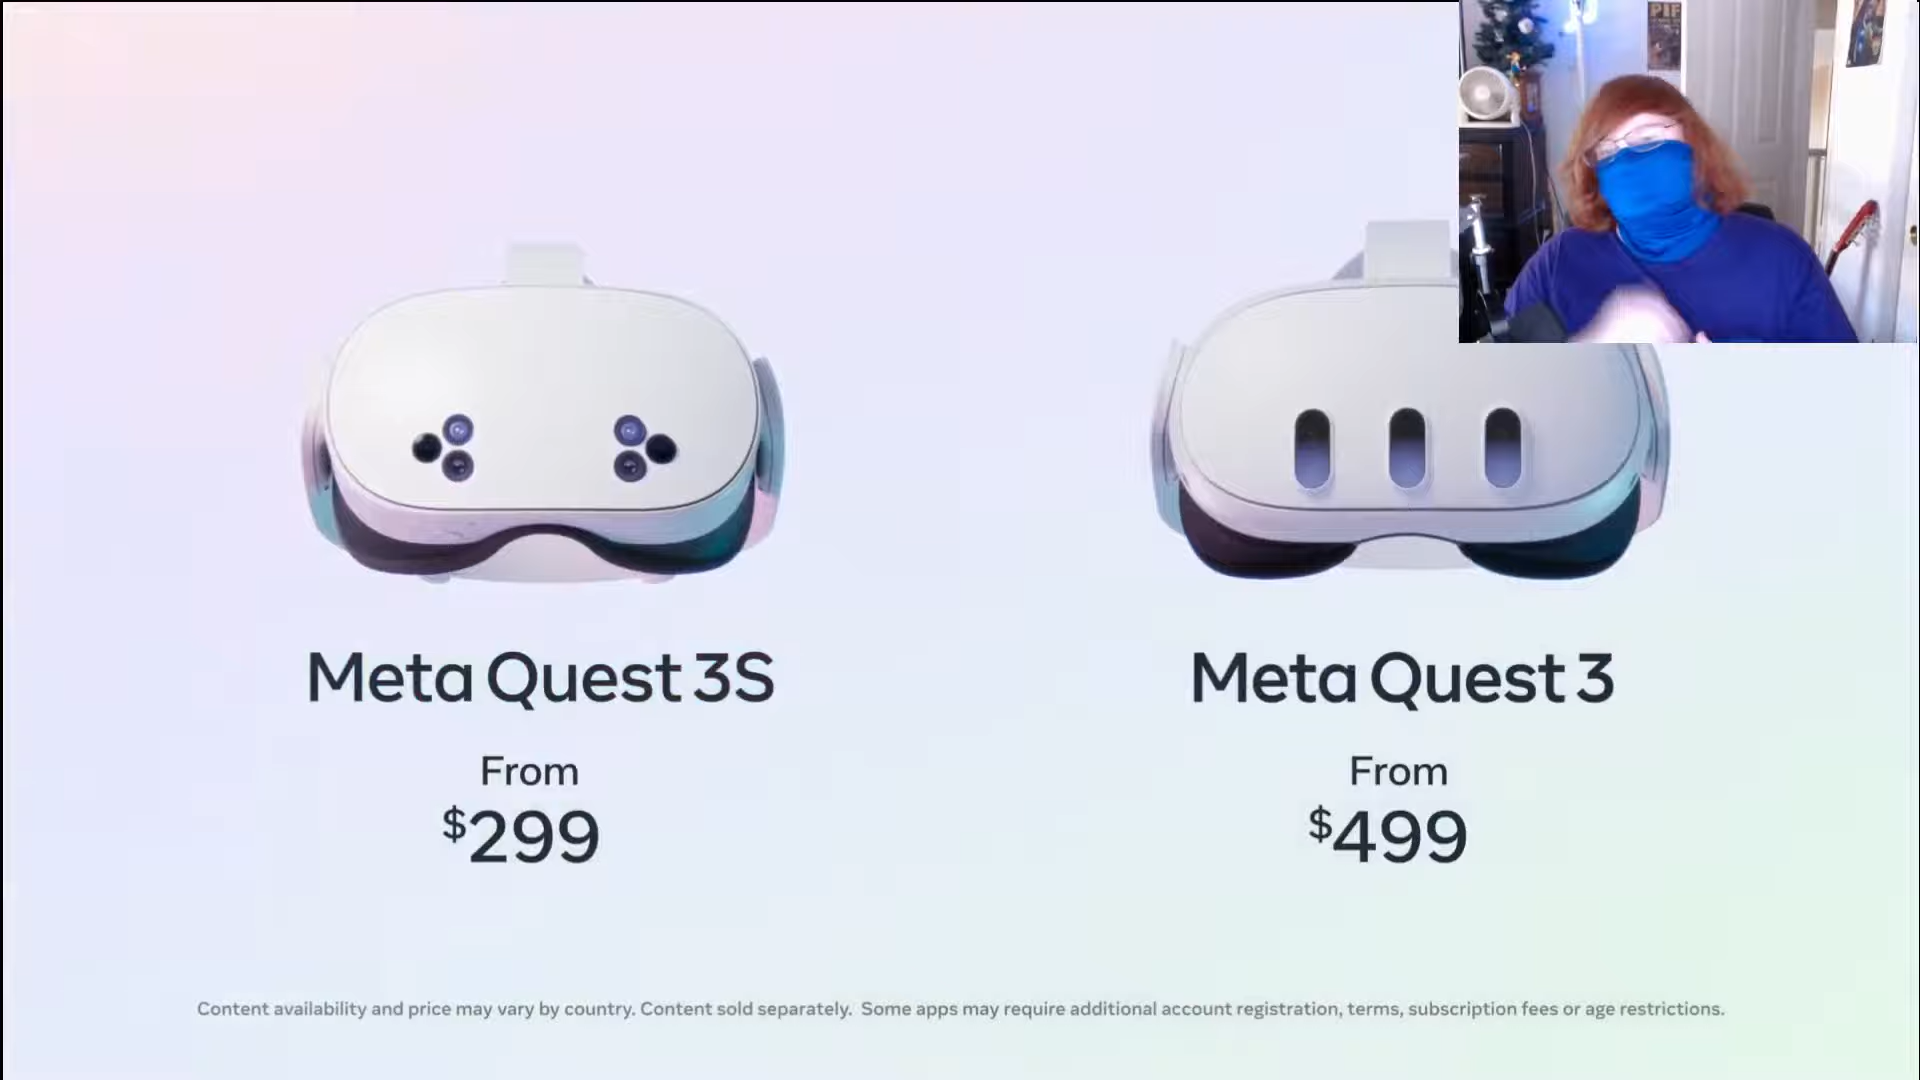 PIF
Meta Quest 3S
From
$299
Meta Quest 3
From
$499
Content availability and price may vary by country. Content sold separately. Some apps may require additional account registration, terms, subscription fees or age restrictions.